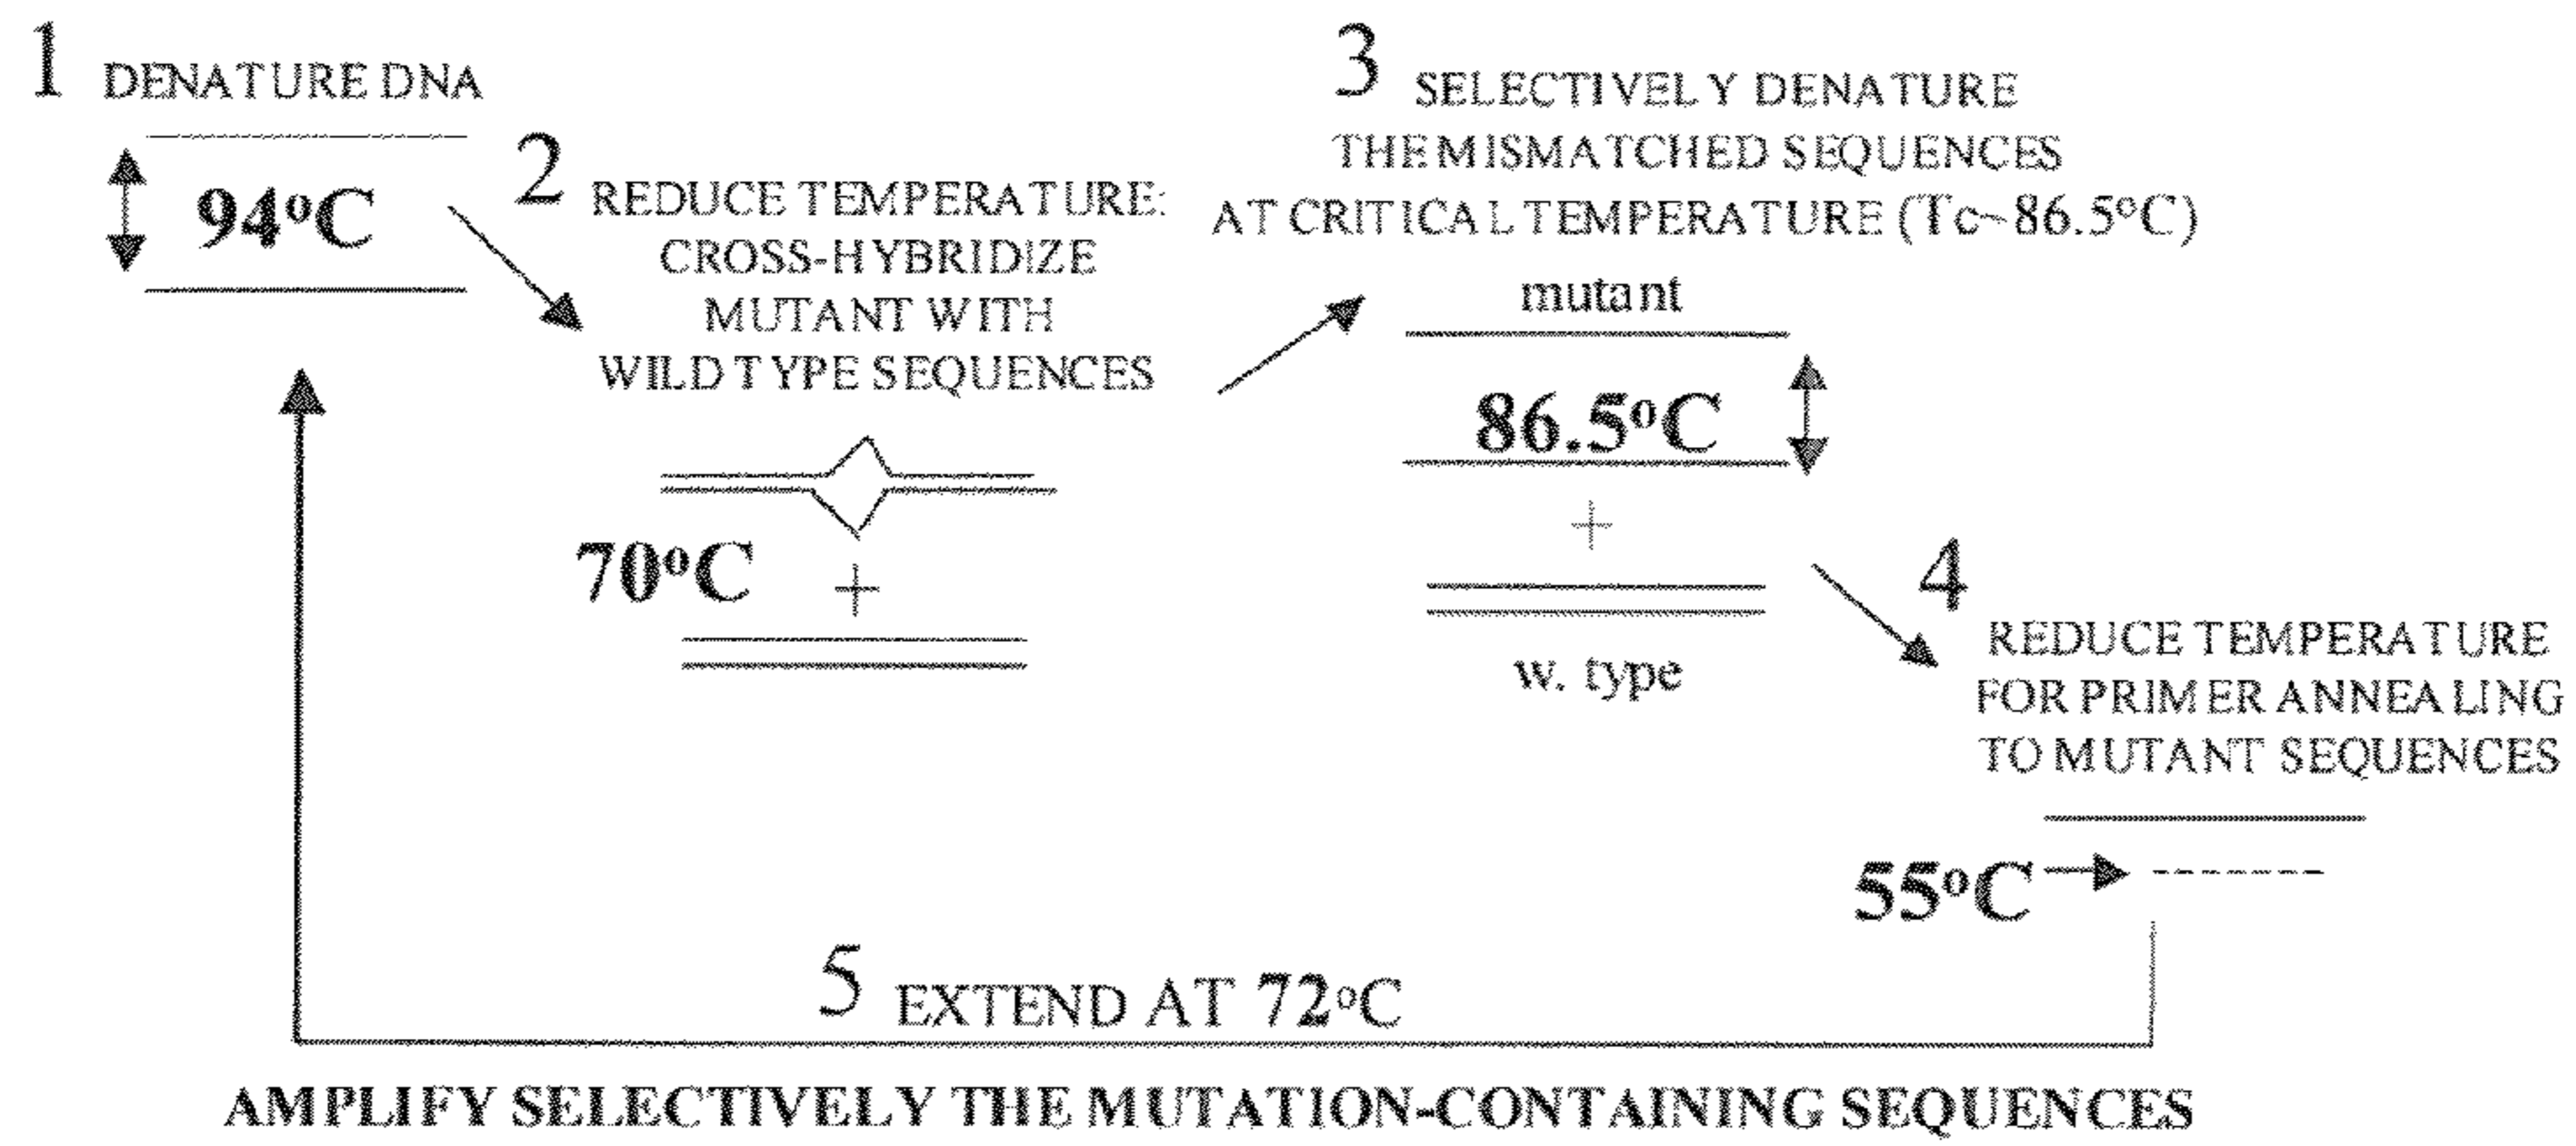 1 DENATURE DNA
94°C
2 REDUCE TEMPERATURE:
CROSS-HYBRIDIZE
MUTANT WITH
WILD TYPE SEQUENCES
70°C
+
3 SELECTIVELY DENATURE
THE MISMATCHED SEQUENCES
AT CRITICAL TEMPERATURE (Tc~86.5°C)
mutant
86.5°C
+
w. type
4
REDUCE TEMPERATURE
FOR PRIMER ANNEALING
TO MUTANT SEQUENCES
55°C
5 EXTEND AT 72°C
AMPLIFY SELECTIVELY THE MUTATION-CONTAINING SEQUENCES